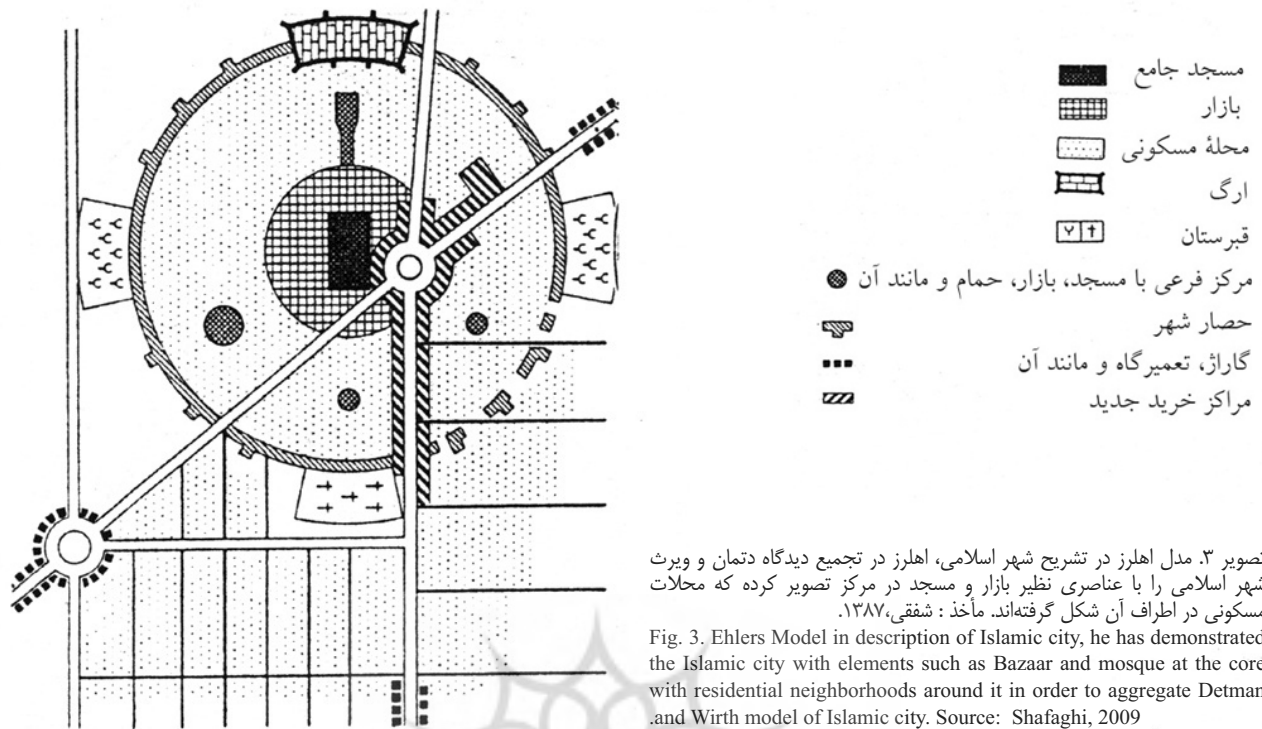 مسجد جامع
بازار
محلهٔ مسکونی
ارگ
قبرستان
مرکز فرعی با مسجد، بازار، حمام و مانند آن
حصار شهر
گاراژ، تعمیرگاه و مانند آن
مراکز خرید جدید
تصویر ۳. مدل اهلرز در تشریح شهر اسلامی، اهلرز در تجمیع دیدگاه دتمان و ویرث
شهر اسلامی را با عناصری نظیر بازار و مسجد در مرکز تصویر کرده که محلات
مسکونی در اطراف آن شکل گرفته‌اند. مأخذ : شفقی،۱۳۸۷.
Fig. 3. Ehlers Model in description of Islamic city, he has demonstrated
the Islamic city with elements such as Bazaar and mosque at the core
with residential neighborhoods around it in order to aggregate Detman
.and Wirth model of Islamic city. Source: Shafaghi, 2009